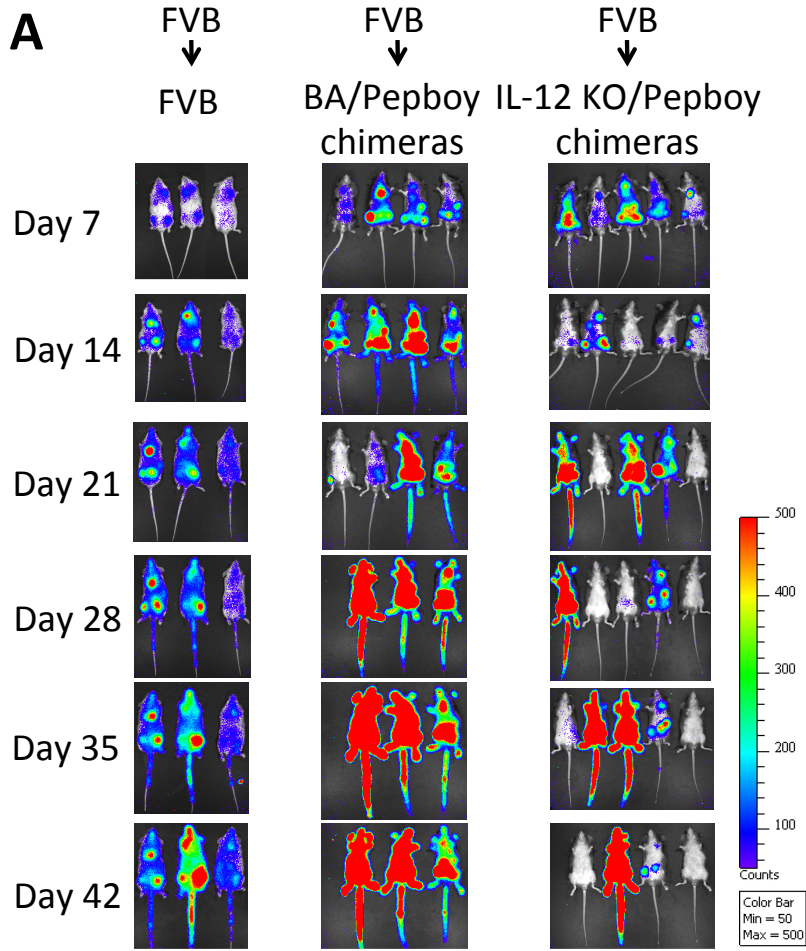 A
FVB
FVB
FVB
FVB
BA/Pepboy
chimeras
IL-12 KO/Pepboy
chimeras
Day 7
Day 14
Day 21
Day 28
Day 35
Day 42
500
400
300
200
100
Counts
Color Bar
Min = 50
Max = 500